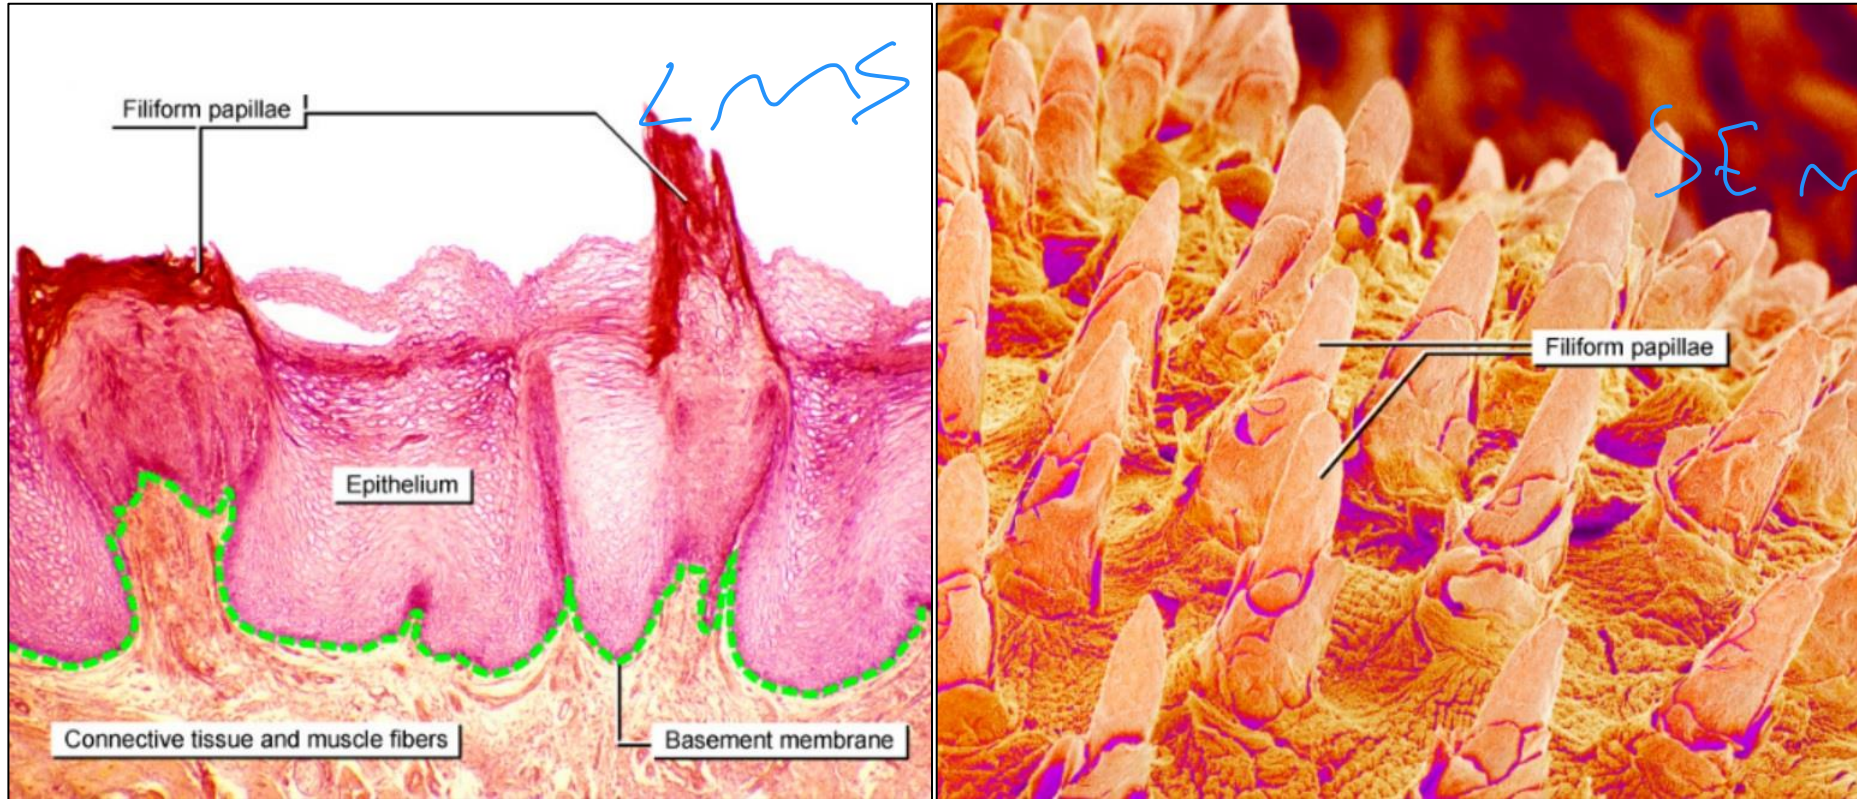 Filiform papillae
LMS
Epithelium
Connective tissue and muscle fibers
Basement membrane
SEM
Filiform papillae